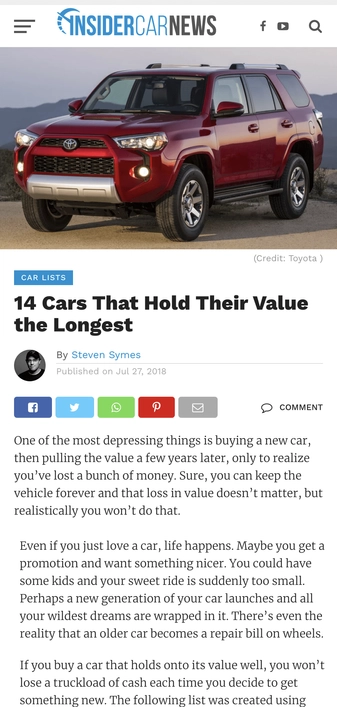 INSIDERCARNEWS
(Credit: Toyota )
CAR LISTS
14 Cars That Hold Their Value
the Longest
By Steven Symes
Published on Jul 27, 2018
COMMENT
One of the most depressing things is buying a new car,
then pulling the value a few years later, only to realize
you’ve lost a bunch of money. Sure, you can keep the
vehicle forever and that loss in value doesn’t matter, but
realistically you won’t do that.
Even if you just love a car, life happens. Maybe you get a
promotion and want something nicer. You could have
some kids and your sweet ride is suddenly too small.
Perhaps a new generation of your car launches and all
your wildest dreams are wrapped in it. There’s even the
reality that an older car becomes a repair bill on wheels.
If you buy a car that holds onto its value well, you won’t
lose a truckload of cash each time you decide to get
something new. The following list was created using